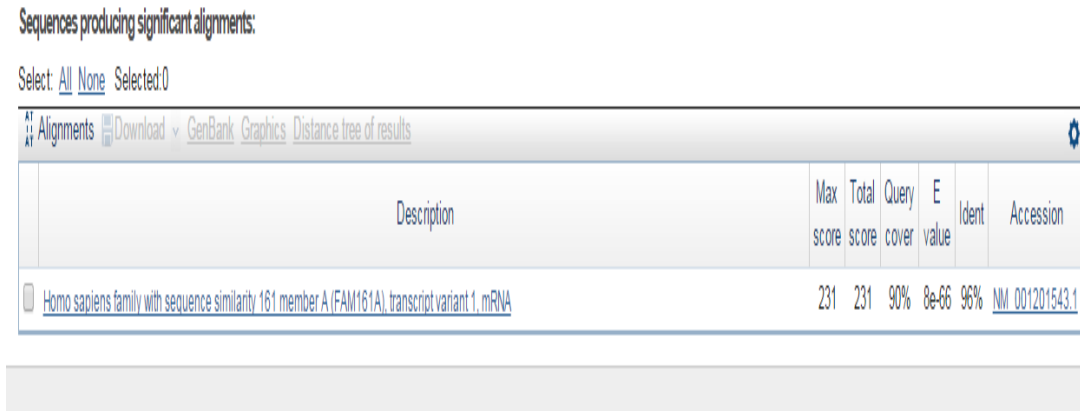 Sequences producing significant alignments:
Select: All None Selected:0
Alignments Download GenBank Graphics Distance tree of results
Description Max score Total score Query cover E value Ident Accession
Homo sapiens family with sequence similarity 161 member A (FAM161A), transcript variant 1, mRNA 231 231 90% 8e-66 96% NM_001201543.1